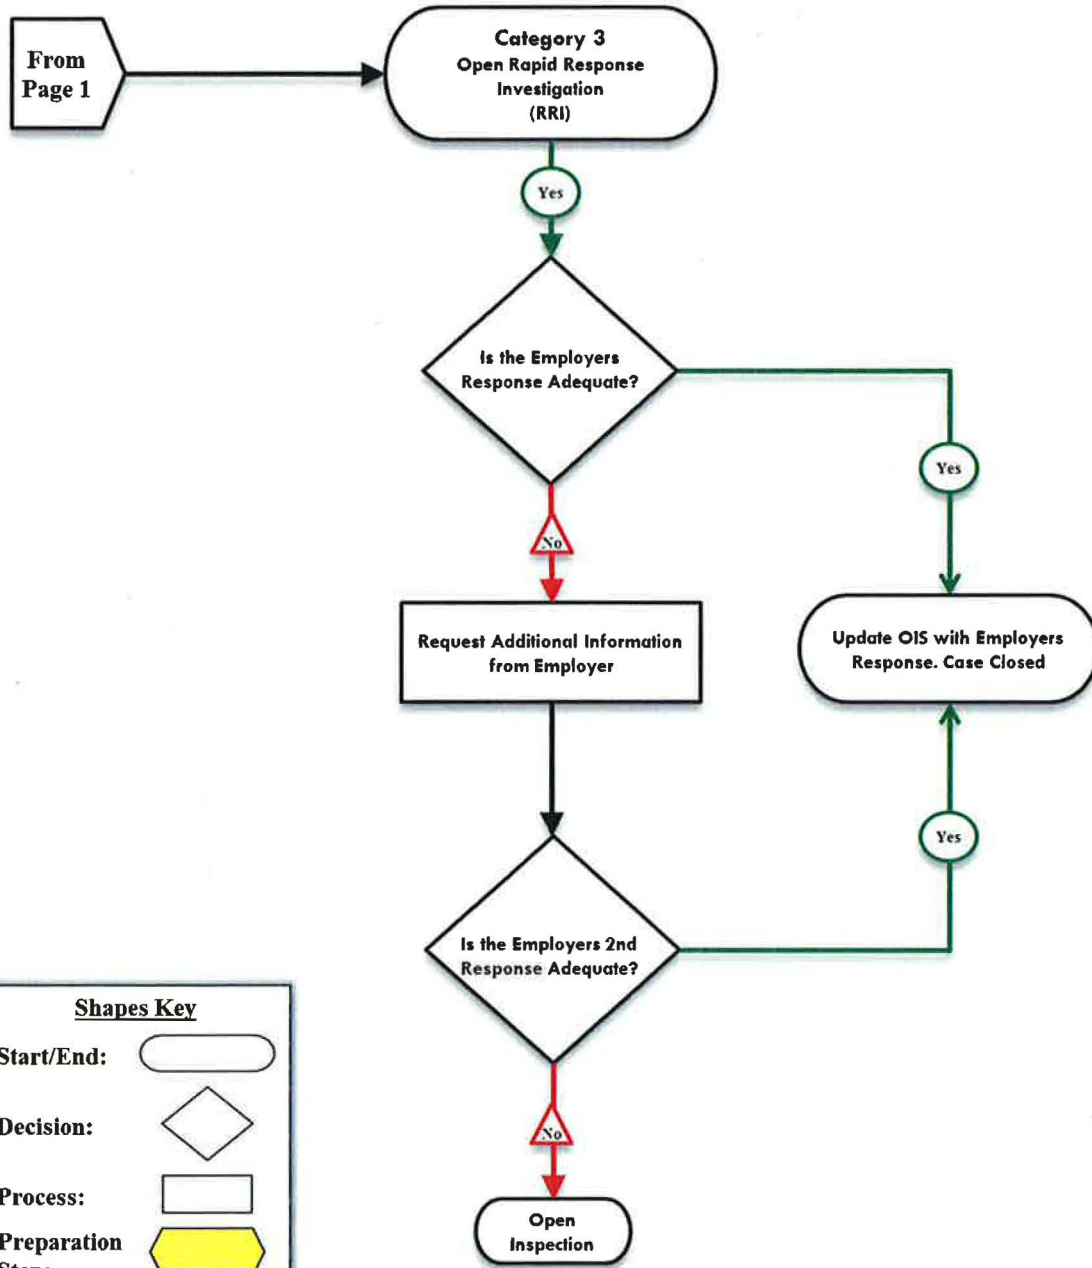 From
Page 1
Category 3
Open Rapid Response
Investigation
(RRI)
Yes
Is the Employers
Response Adequate?
Yes
No
Request Additional Information
from Employer
Update OIS with Employers
Response. Case Closed
Yes
Is the Employers 2nd
Response Adequate?
No
Open
Inspection
Shapes Key
Start/End:
Decision:
Process:
Preparation